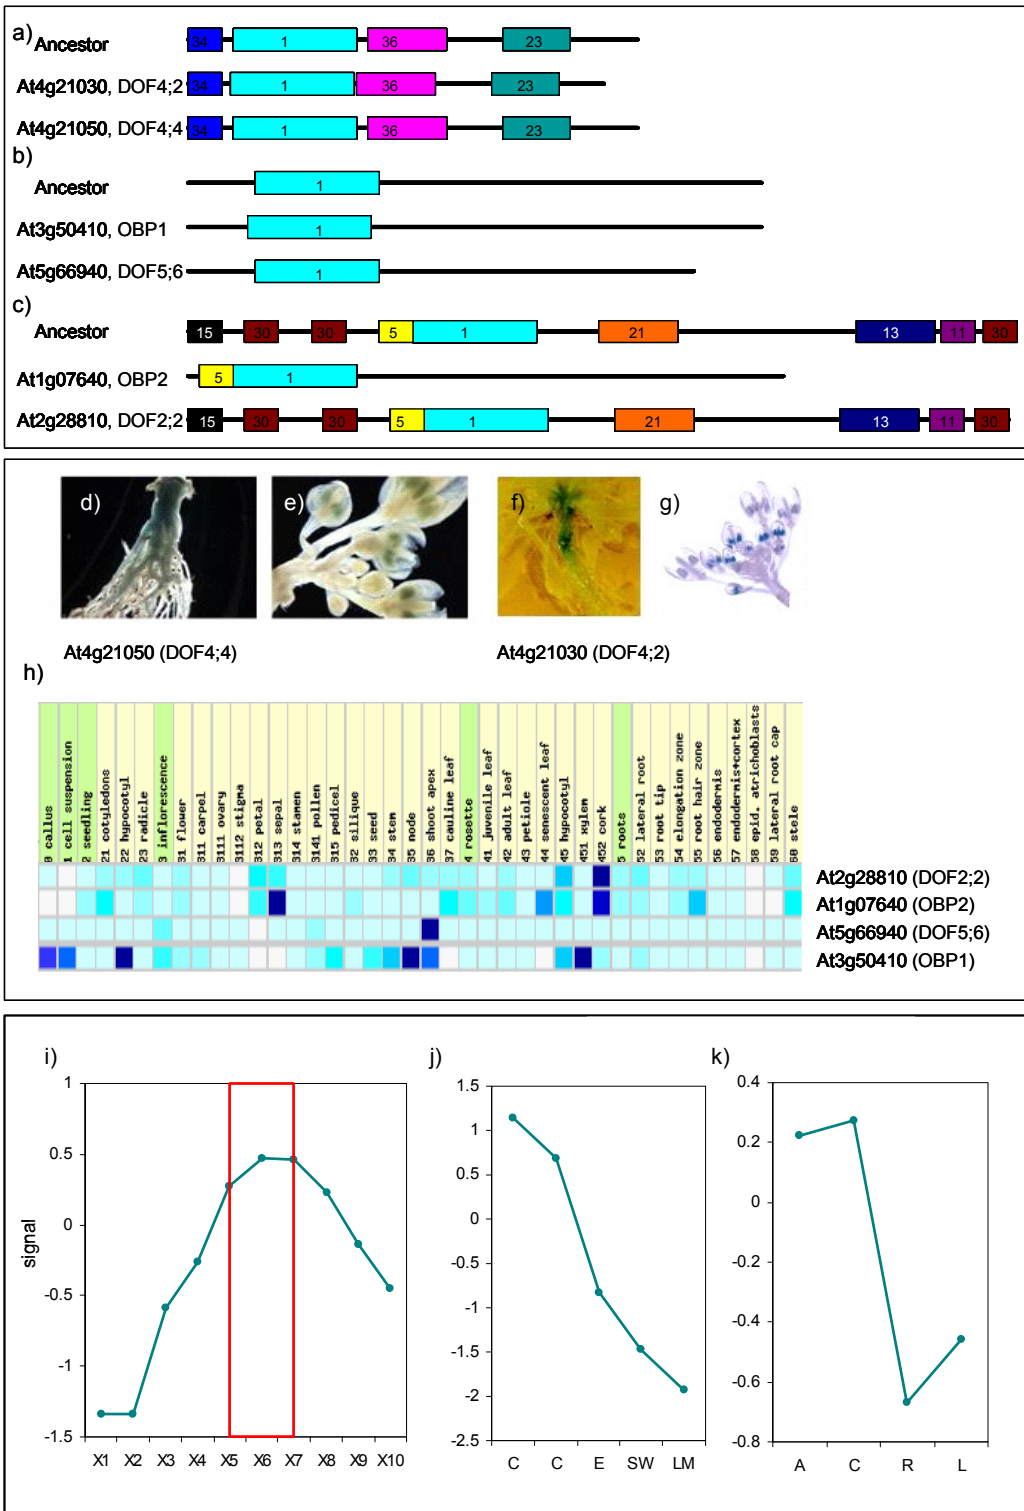 a)
Ancestor
34 1 36 23
At4g21030, DOF4;2
34 1 36 23
At4g21050, DOF4;4
34 1 36 23
b)
Ancestor
1
At3g50410, OBP1
1
At5g66940, DOF5;6
1
c)
Ancestor
15 30 30 5 1 21 13 11 30
At1g07640, OBP2
5 1
At2g28810, DOF2;2
15 30 30 5 1 21 13 11 30
d) e) f) g)
At4g21050 (DOF4;4) At4g21030 (DOF4;2)
h)
0 callus
1 cell suspension
2 seedling
21 cotyledons
22 hypocotyl
23 radicle
3 inflorescence
31 flower
311 carpel
3111 ovary
3112 stigma
312 petal
313 sepal
314 stamen
3141 pollen
315 pedicel
32 silique
33 seed
34 stem
35 node
36 shoot apex
37 cauline leaf
4 rosette
41 juvenile leaf
42 adult leaf
43 petiole
44 senescent leaf
45 hypocotyl
451 xylem
452 cork
5 roots
52 lateral root
53 root tip
54 elongation zone
55 root hair zone
56 endodermis
57 endodermis+cortex
58 epid. atrichoblasts
59 lateral root cap
60 stele
At2g28810 (DOF2;2)
At1g07640 (OBP2)
At5g66940 (DOF5;6)
At3g50410 (OBP1)
i)
signal
1
0.5
0
-0.5
-1
-1.5
X1 X2 X3 X4 X5 X6 X7 X8 X9 X10
j)
1.5
1
0.5
0
-0.5
-1
-1.5
-2
-2.5
C C E SW LM
k)
0.4
0.2
0
-0.2
-0.4
-0.6
-0.8
A C R L